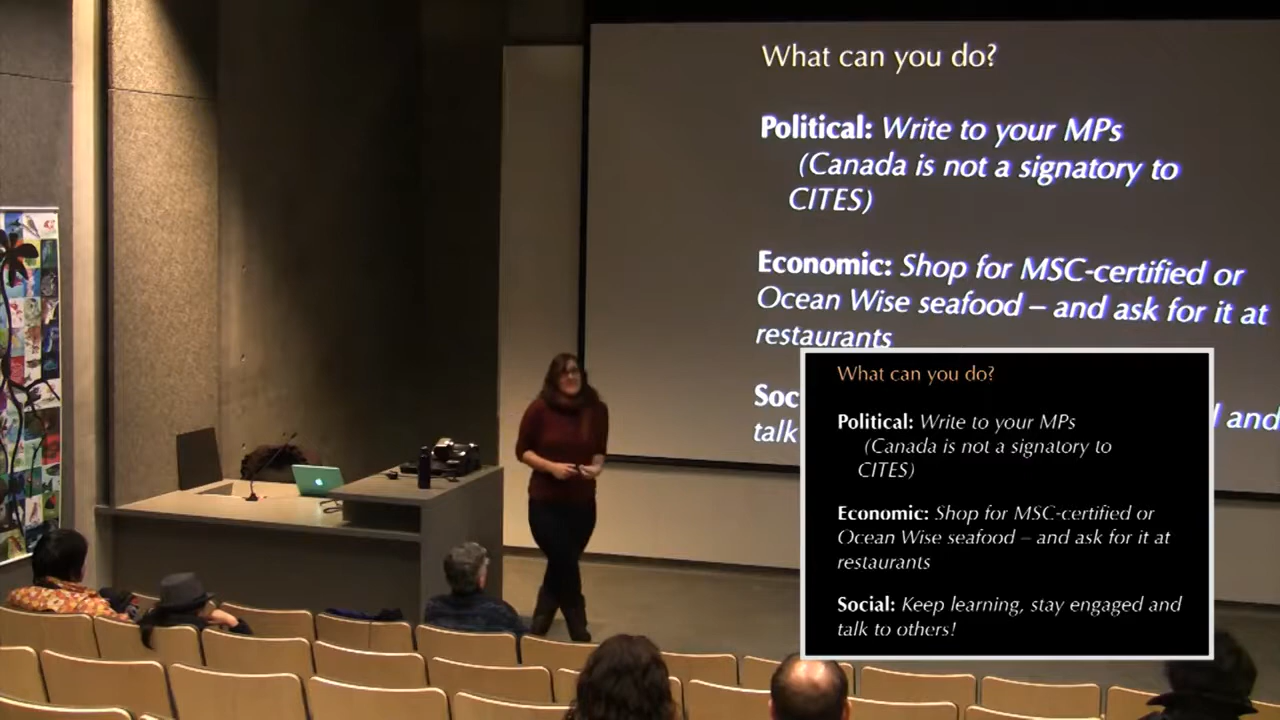 What can you do?
Political: Write to your MPs
(Canada is not a signatory to
CITES)
Economic: Shop for MSC-certified or
Ocean Wise seafood – and ask for it at
restaurants
Soc
and
talk
What can you do?
Political: Write to your MPs
(Canada is not a signatory to
CITES)
Economic: Shop for MSC-certified or
Ocean Wise seafood – and ask for it at
restaurants
Social: Keep learning, stay engaged and
talk to others!